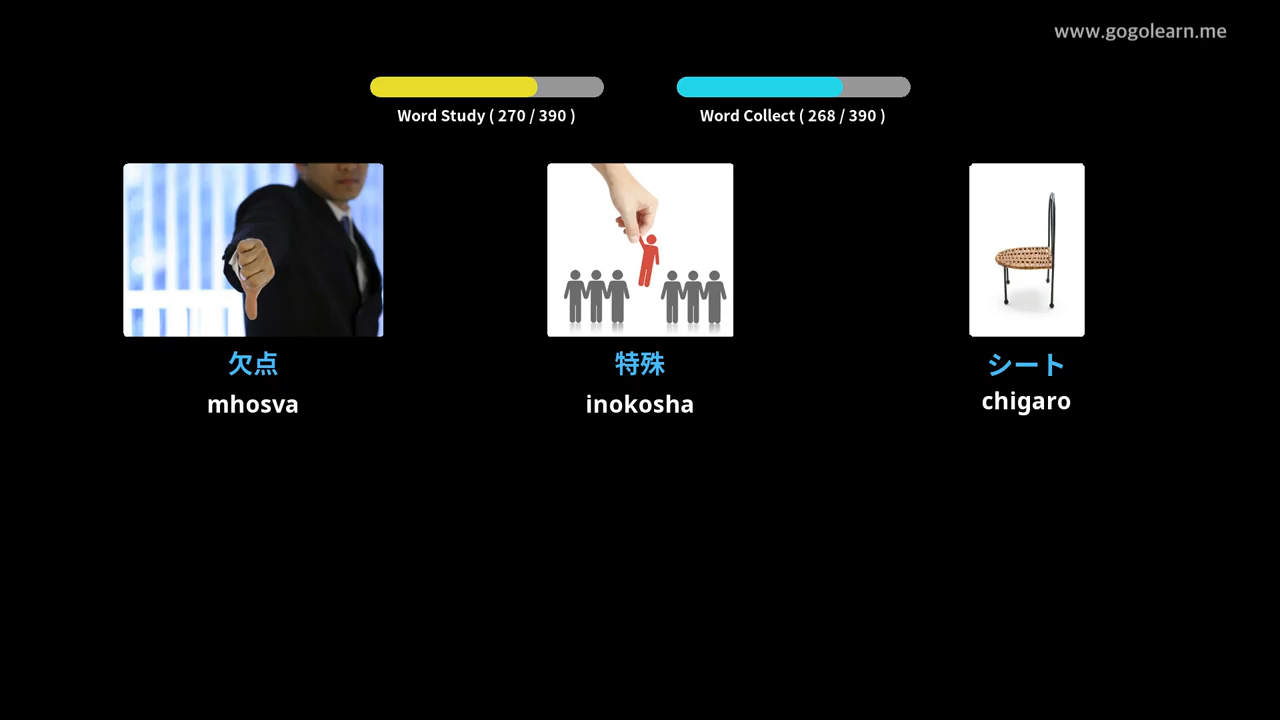 www.gogolearn.me
Word Study ( 270 / 390 )
Word Collect ( 268 / 390 )
欠点
mhosva
特殊
inokosha
シート
chigaro